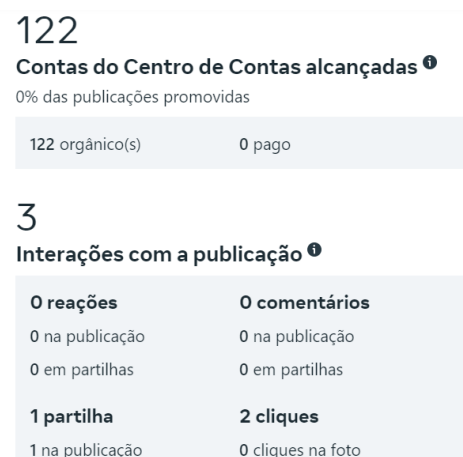 122
Contas do Centro de Contas alcançadas
0% das publicações promovidas
122 orgânico(s) 0 pago
3
Interações com a publicação
0 reações 0 comentários
0 na publicação 0 na publicação
0 em partilhas 0 em partilhas
1 partilha 2 cliques
1 na publicação 0 cliques na foto